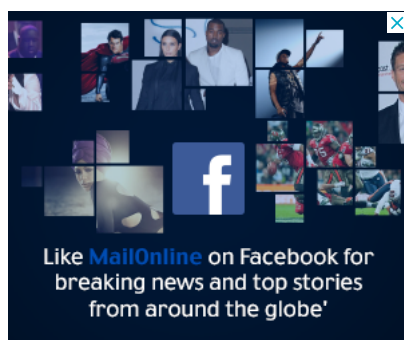 Like MailOnline on Facebook for
breaking news and top stories
from around the globe'